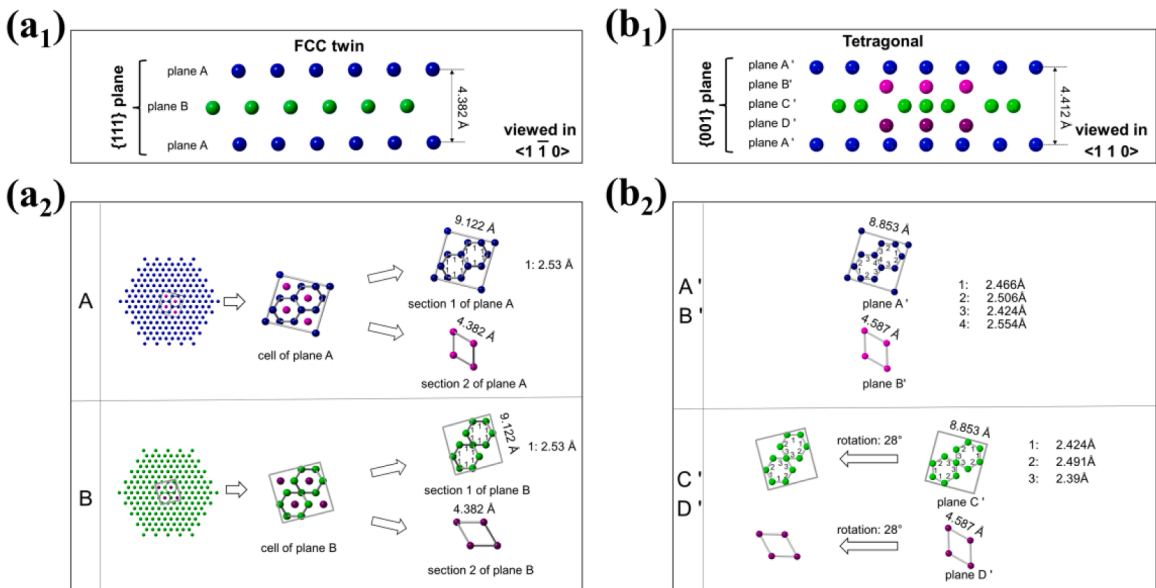 (a1)
FCC twin
{111} plane
plane A
plane B
plane A
4.382 Å
viewed in
<1 1̅ 0>
(b1)
Tetragonal
{001} plane
plane A '
plane B'
plane C '
plane D '
plane A '
4.412 Å
viewed in
<1 1 0>
(a2)
A
cell of plane A
9.122 Å
1: 2.53 Å
section 1 of plane A
4.382 Å
section 2 of plane A
B
cell of plane B
9.122 Å
1: 2.53 Å
section 1 of plane B
4.382 Å
section 2 of plane B
(b2)
A '
B '
8.853 Å
plane A '
1: 2.466Å
2: 2.506Å
3: 2.424Å
4: 2.554Å
4.587 Å
plane B'
C '
D '
rotation: 28°
8.853 Å
plane C '
1: 2.424Å
2: 2.491Å
3: 2.39Å
rotation: 28°
4.587 Å
plane D '